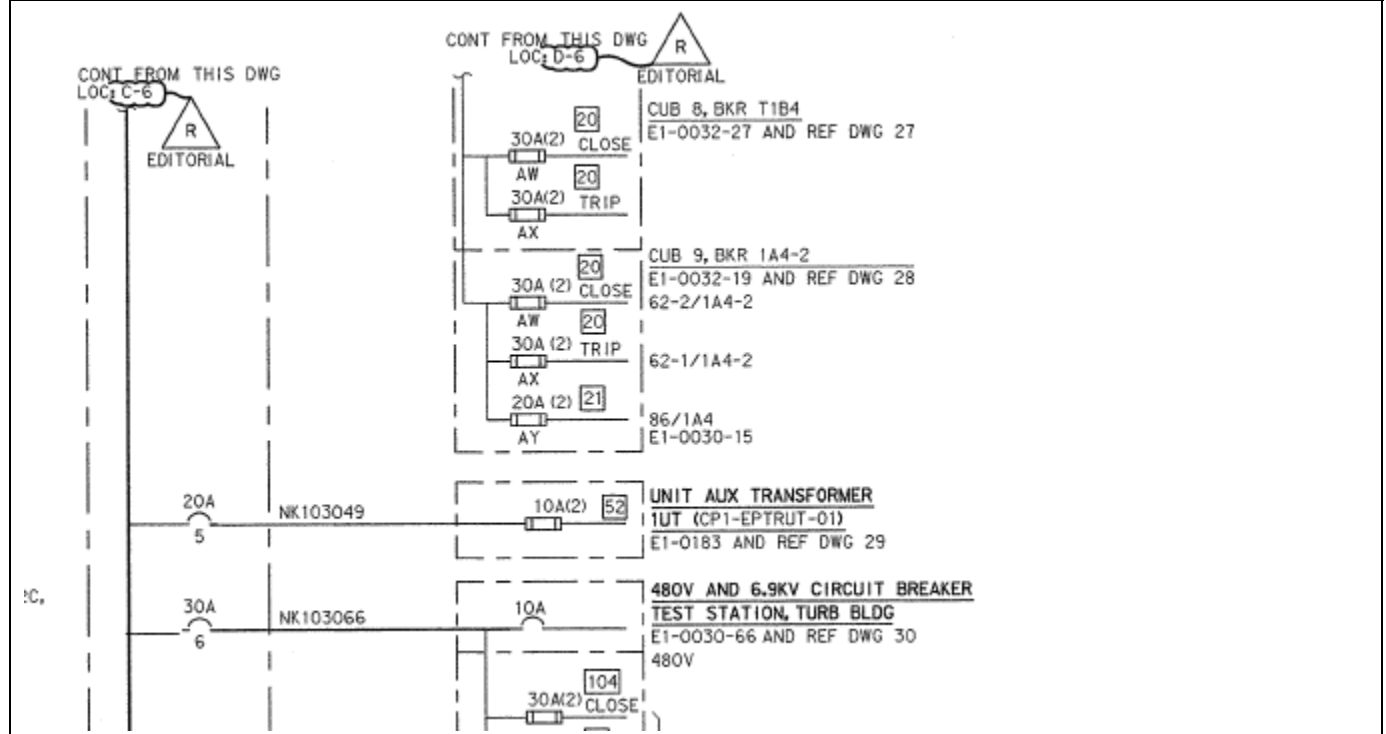 CONT FROM THIS DWG
LOC: C-6
R
EDITORIAL
CONT FROM THIS DWG
LOC: D-6
R
EDITORIAL
CUB 8, BKR T1B4
E1-0032-27 AND REF DWG 27
20
30A(2) CLOSE
AW
20
30A(2) TRIP
AX
CUB 9, BKR 1A4-2
E1-0032-19 AND REF DWG 28
20
30A (2) CLOSE
62-2/1A4-2
AW
20
30A (2) TRIP
62-1/1A4-2
AX
20A (2) 21
86/1A4
AY
E1-0030-15
20A
5
NK103049
10A(2) 52
UNIT AUX TRANSFORMER
1UT (CP1-EPTRUT-01)
E1-0183 AND REF DWG 29
30A
6
NK103066
10A
480V AND 6.9KV CIRCUIT BREAKER
TEST STATION, TURB BLDG
E1-0030-66 AND REF DWG 30
480V
104
30A(2) CLOSE